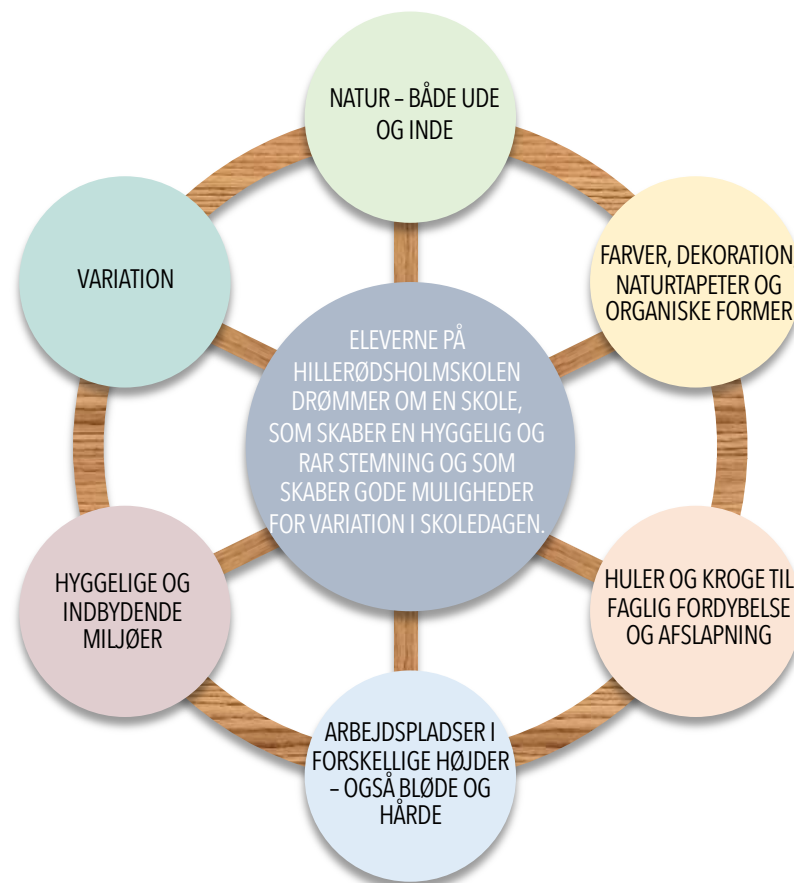 NATUR – BÅDE UDE
OG INDE
FARVER, DEKORATION,
NATURTAPETER OG
ORGANISKE FORMER
HULER OG KROGE TIL
FAGLIG FORDYBELSE
OG AFSLAPNING
ARBEJDSPLADSER I
FORSKELLIGE HØJDER
– OGSÅ BLØDE OG
HÅRDE
HYGGELIGE OG
INDBYDENDE
MILJØER
VARIATION
ELEVERNE PÅ
HILLERØDSHOLMSKOLEN
DRØMMER OM EN SKOLE,
SOM SKABER EN HYGGELIG OG
RAR STEMNING OG SOM
SKABER GODE MULIGHEDER
FOR VARIATION I SKOLEDAGEN.